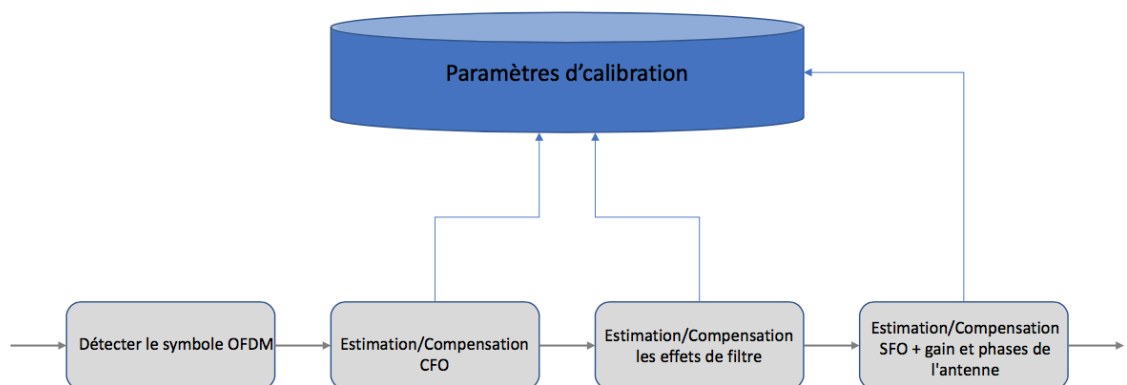 Paramètres d'calibration
Détecter le symbole OFDM
Estimation/Compensation
CFO
Estimation/Compensation
les effets de filtre
Estimation/Compensation
SFO + gain et phases de
l'antenne